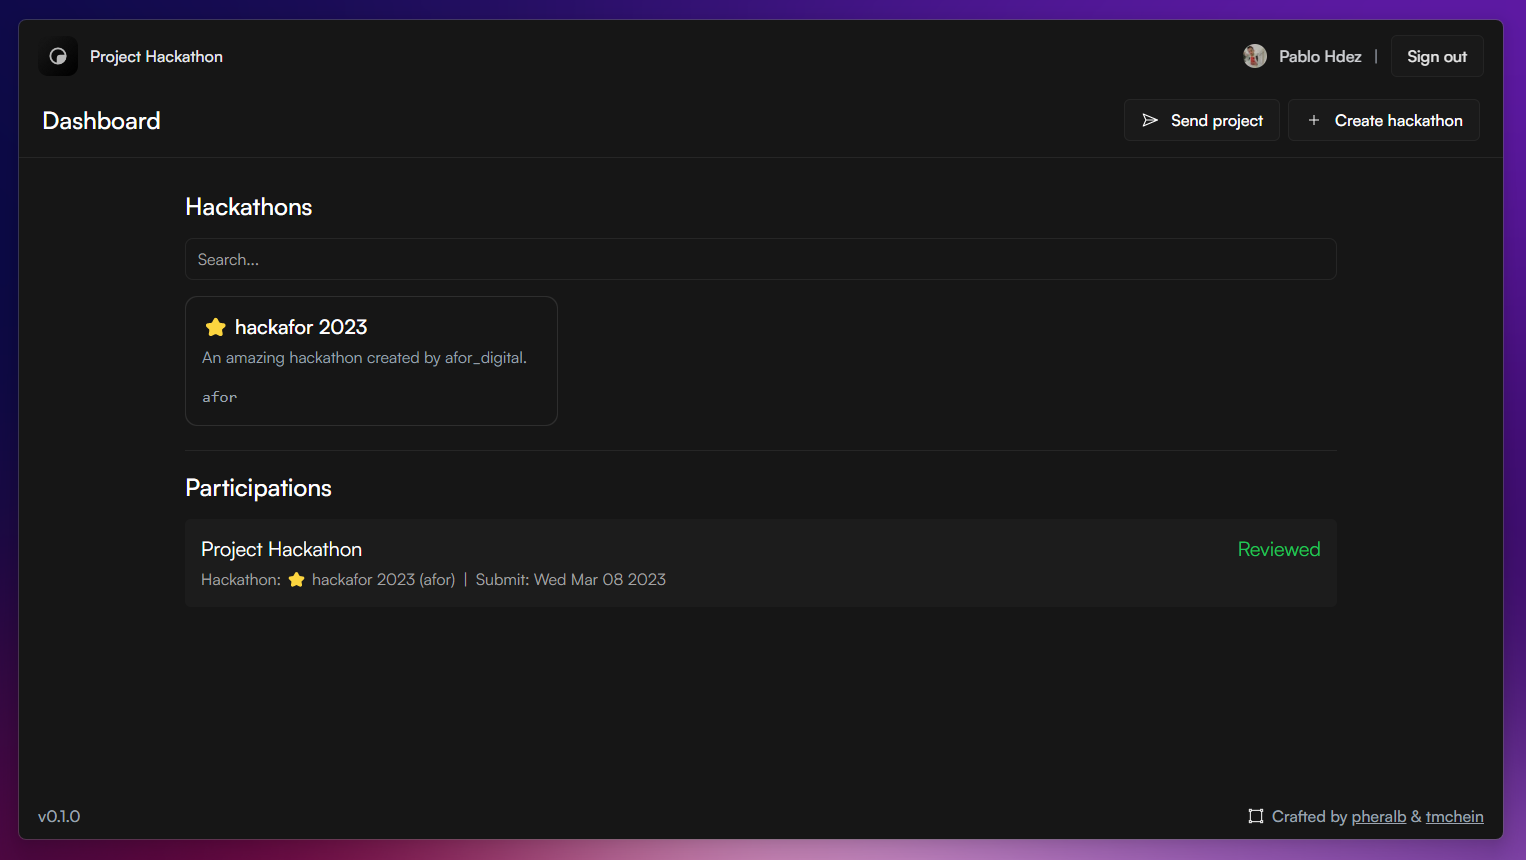 Project Hackathon
Pablo Hdez | Sign out
Dashboard
Send project
+ Create hackathon
Hackathons
Search...
⭐ hackafor 2023
An amazing hackathon created by afor_digital.
afor
Participations
Project Hackathon
Reviewed
Hackathon: ⭐ hackafor 2023 (afor) | Submit: Wed Mar 08 2023
v0.1.0
Crafted by pheralb & tmchein